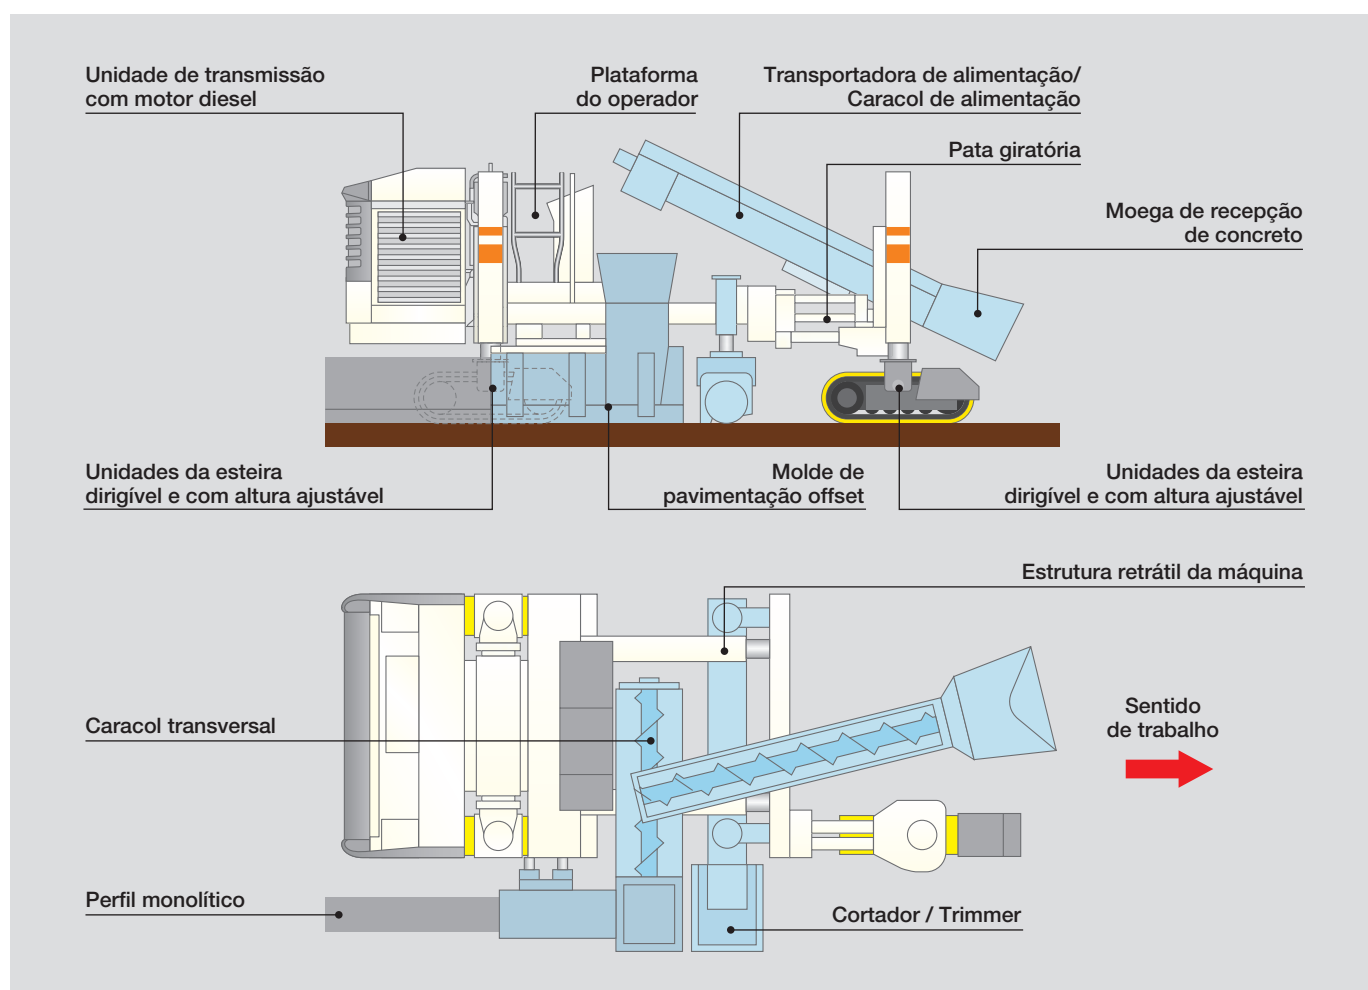 Unidade de transmissão
com motor diesel
Plataforma
do operador
Transportadora de alimentação/
Caracol de alimentação
Pata giratória
Moega de recepção
de concreto
Unidades da esteira
dirigível e com altura ajustável
Molde de
pavimentação offset
Unidades da esteira
dirigível e com altura ajustável
Estrutura retrátil da máquina
Caracol transversal
Sentido
de trabalho
Perfil monolítico
Cortador / Trimmer